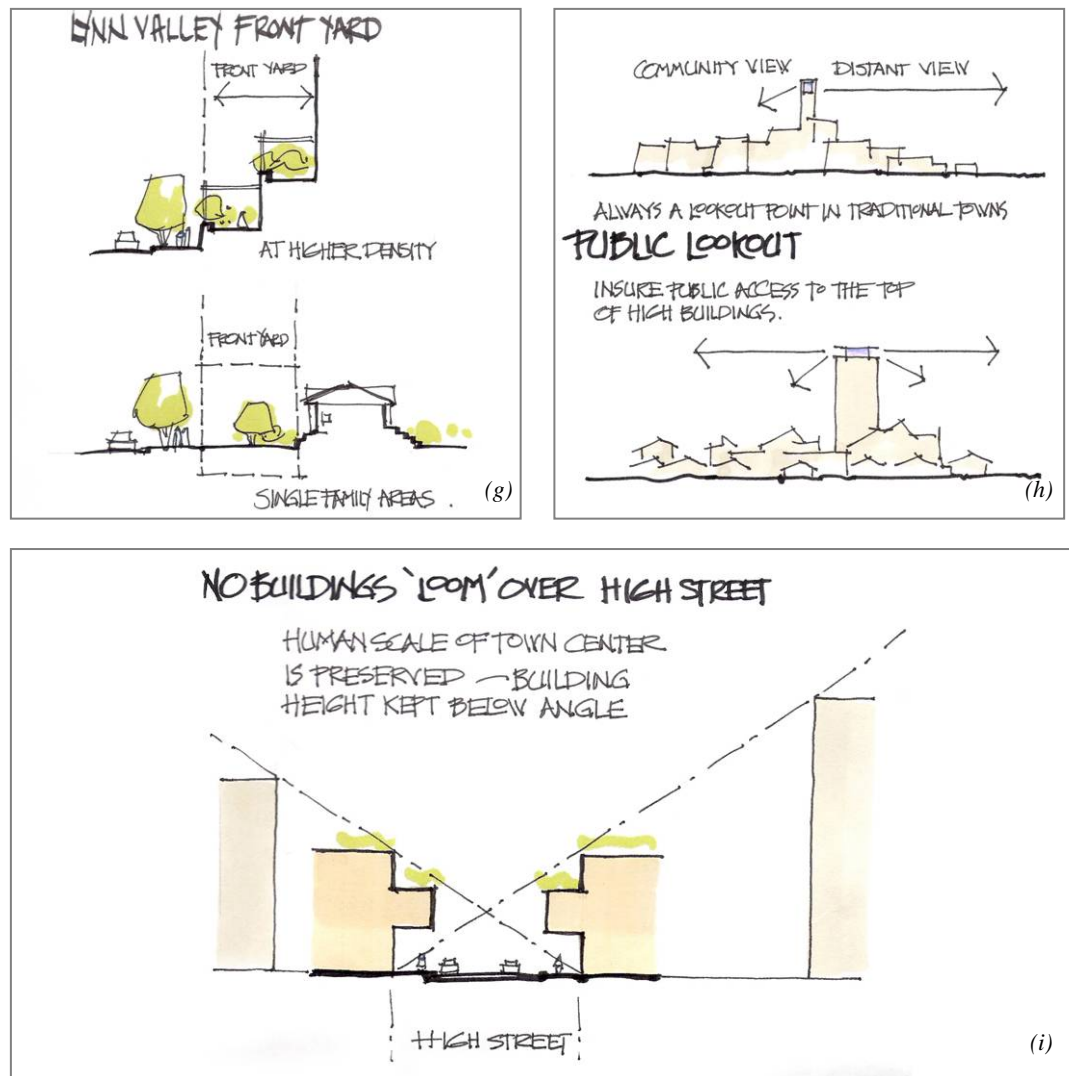 LYNN VALLEY FRONT YARD
FRONT YARD
AT HIGHER DENSITY
FRONT YARD
SINGLE FAMILY AREAS .
(g)
COMMUNITY VIEW
DISTANT VIEW
ALWAYS A LOOKOUT POINT IN TRADITIONAL TOWNS
PUBLIC LOOKOUT
INSURE PUBLIC ACCESS TO THE TOP
OF HIGH BUILDINGS.
(h)
NO BUILDINGS 'LOOM' OVER HIGH STREET
HUMAN SCALE OF TOWN CENTER
IS PRESERVED — BUILDING
HEIGHT KEPT BELOW ANGLE
HIGH STREET
(i)